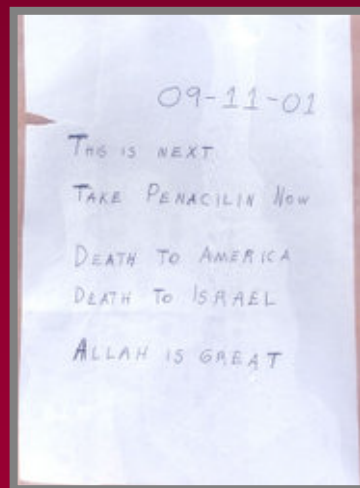 09-11-01
THIS IS NEXT
TAKE PENACILIN NOW
DEATH TO AMERICA
DEATH TO ISRAEL
ALLAH IS GREAT